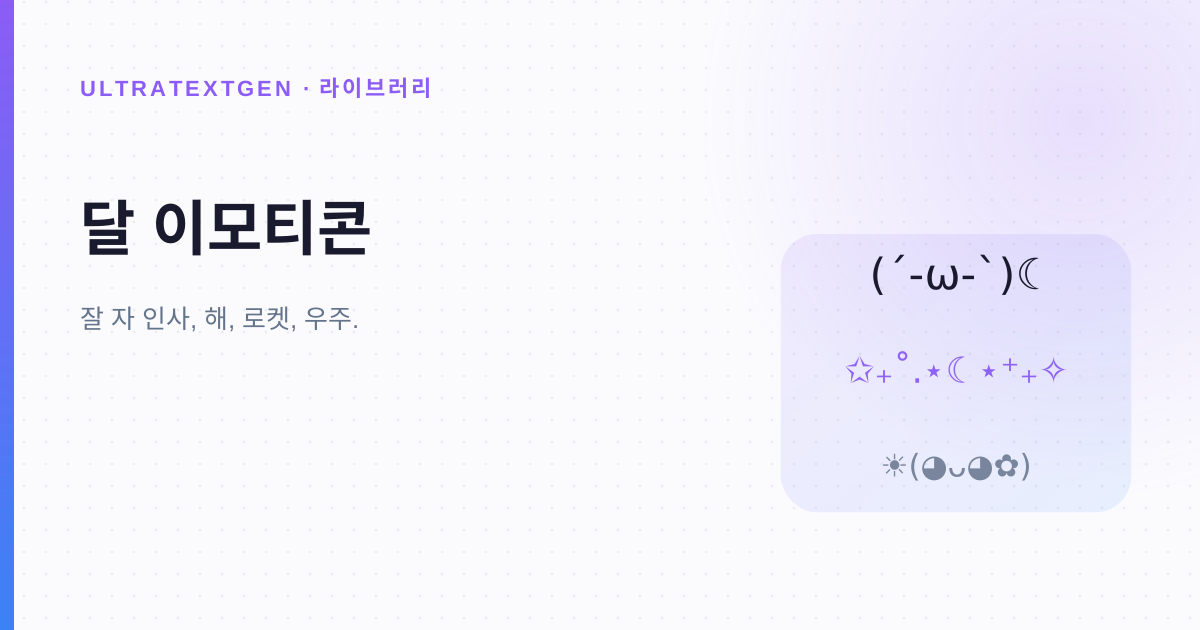 ULTRATEXTGEN · 라이브러리
달 이모티콘
잘 자 인사, 해, 로켓, 우주.
(´-ω-`)☾
✩₊˚.⋆☾⋆⁺₊✧
☀(◕ᴗ◕✿)